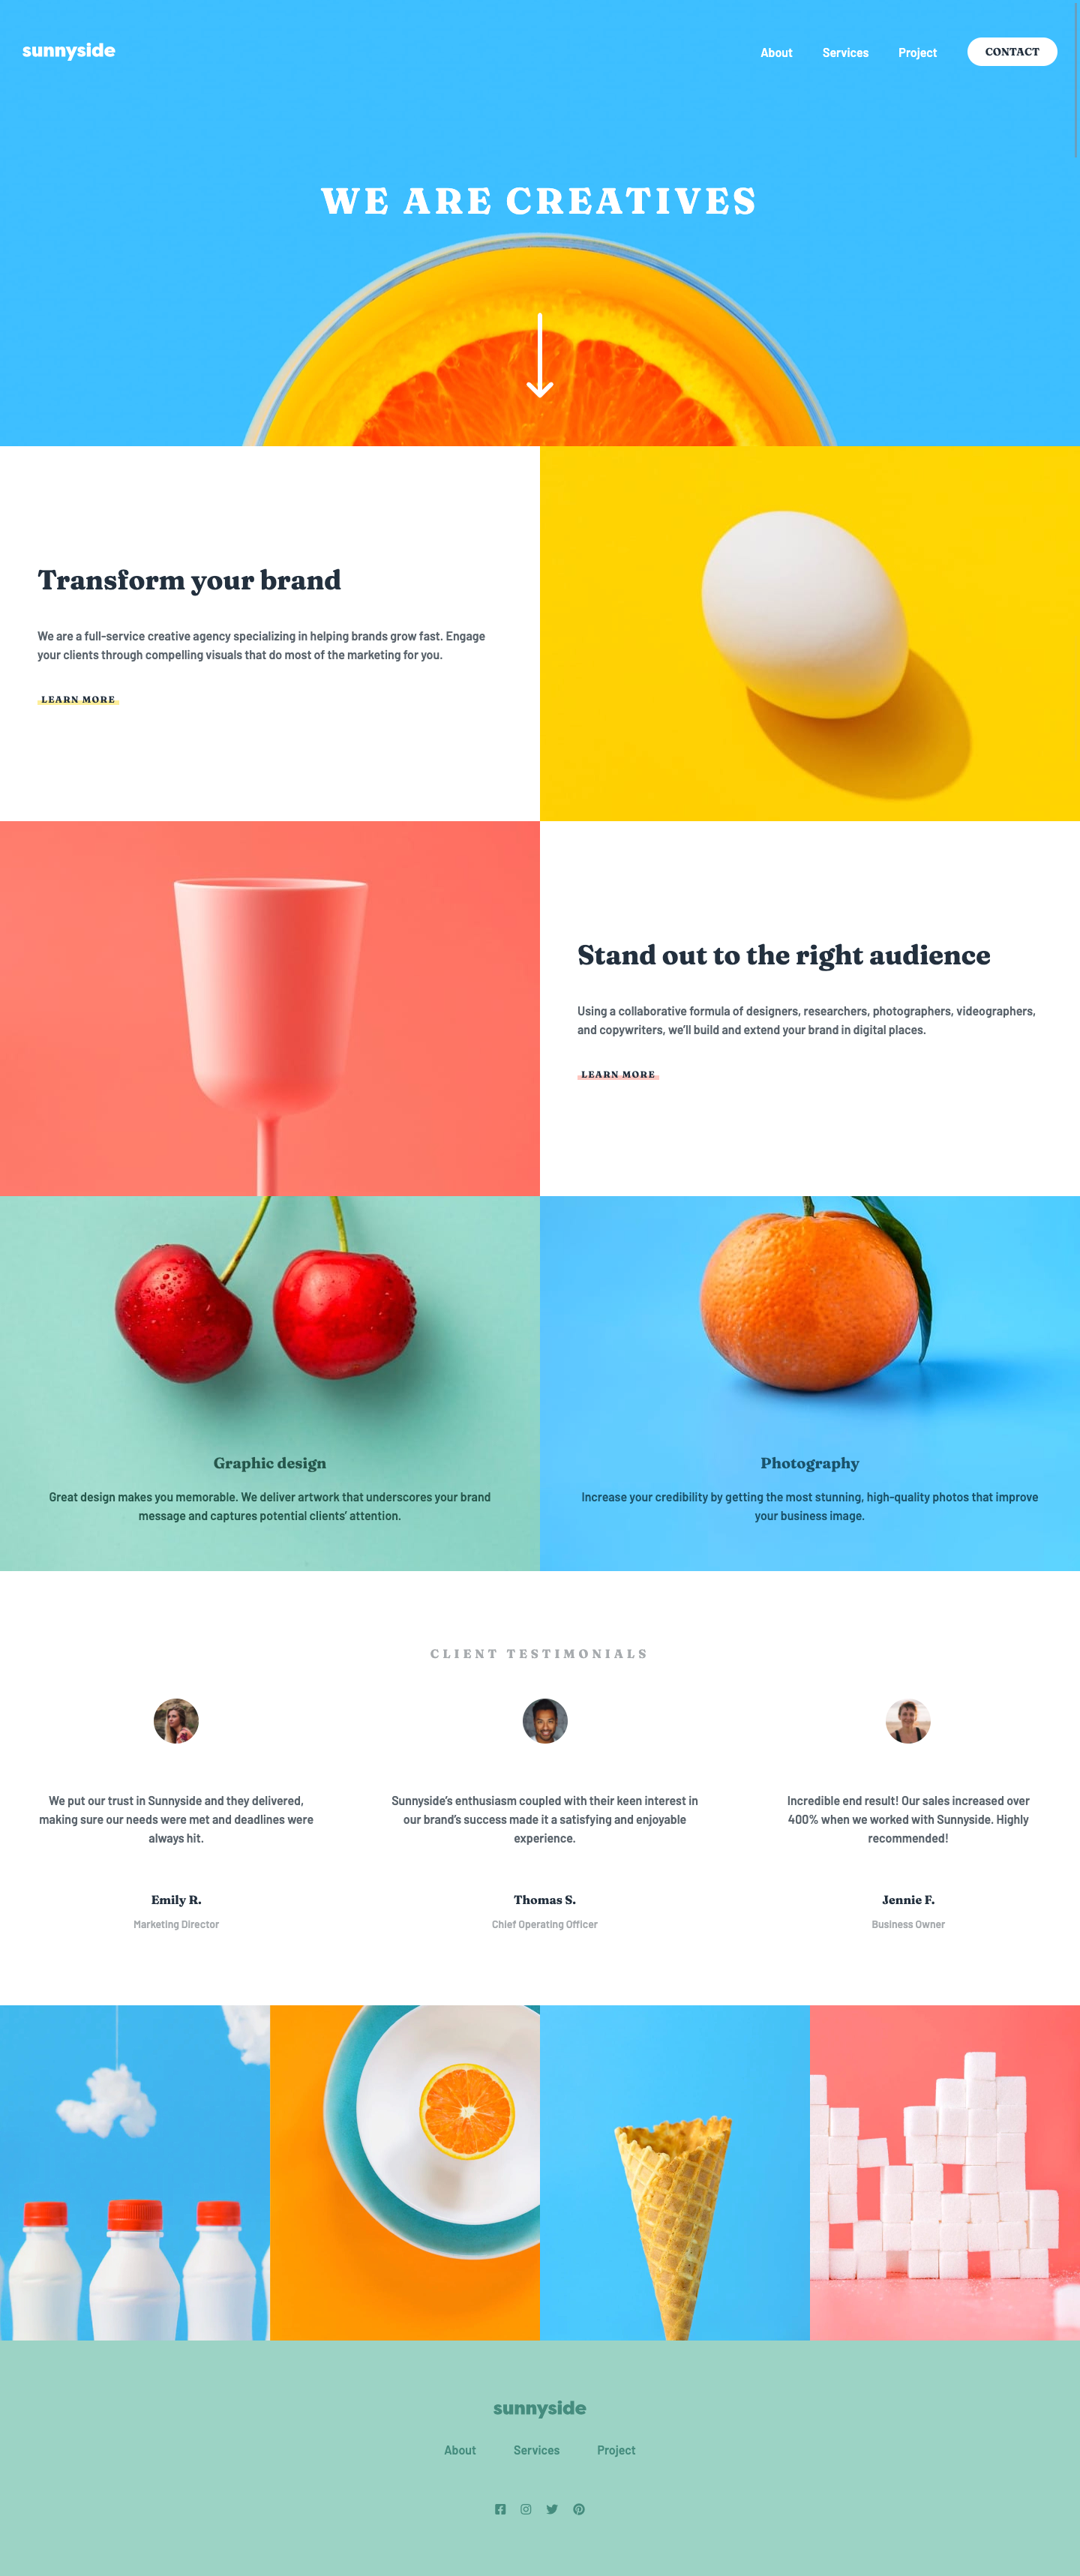 sunnyside
About Services Project CONTACT
WE ARE CREATIVES
Transform your brand
We are a full-service creative agency specializing in helping brands grow fast. Engage
your clients through compelling visuals that do most of the marketing for you.
LEARN MORE
Stand out to the right audience
Using a collaborative formula of designers, researchers, photographers, videographers,
and copywriters, we’ll build and extend your brand in digital places.
LEARN MORE
Graphic design
Great design makes you memorable. We deliver artwork that underscores your brand
message and captures potential clients’ attention.
Photography
Increase your credibility by getting the most stunning, high-quality photos that improve
your business image.
CLIENT TESTIMONIALS
We put our trust in Sunnyside and they delivered,
making sure our needs were met and deadlines were
always hit.
Emily R.
Marketing Director
Sunnyside’s enthusiasm coupled with their keen interest in
our brand’s success made it a satisfying and enjoyable
experience.
Thomas S.
Chief Operating Officer
Incredible end result! Our sales increased over
400% when we worked with Sunnyside. Highly
recommended!
Jennie F.
Business Owner
sunnyside
About Services Project